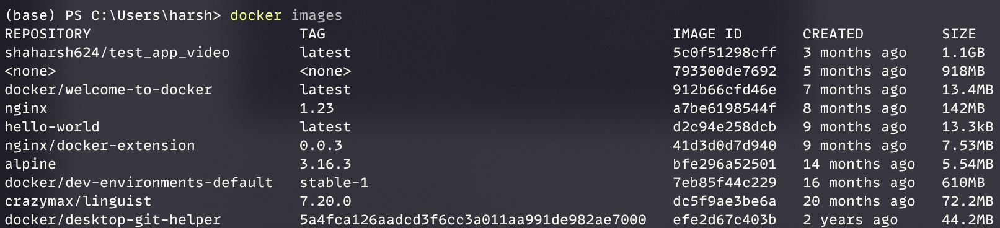 (base) PS C:\Users\harsh> docker images
REPOSITORY TAG IMAGE ID CREATED SIZE
shaharsh624/test_app_video latest 5c0f51298cff 3 months ago 1.1GB
<none> <none> 793300de7692 5 months ago 918MB
docker/welcome-to-docker latest 912b66cfd46e 7 months ago 13.4MB
nginx 1.23 a7be6198544f 8 months ago 142MB
hello-world latest d2c94e258dcb 9 months ago 13.3kB
nginx/docker-extension 0.0.3 41d3d0d7d940 9 months ago 7.53MB
alpine 3.16.3 bfe296a52501 14 months ago 5.54MB
docker/dev-environments-default stable-1 7eb85f44c229 16 months ago 610MB
crazymax/linguist 7.20.0 dc5f9ae3be6a 20 months ago 72.2MB
docker/desktop-git-helper 5a4fca126aadcd3f6cc3a011aa991de982ae7000 efe2d67c403b 2 years ago 44.2MB